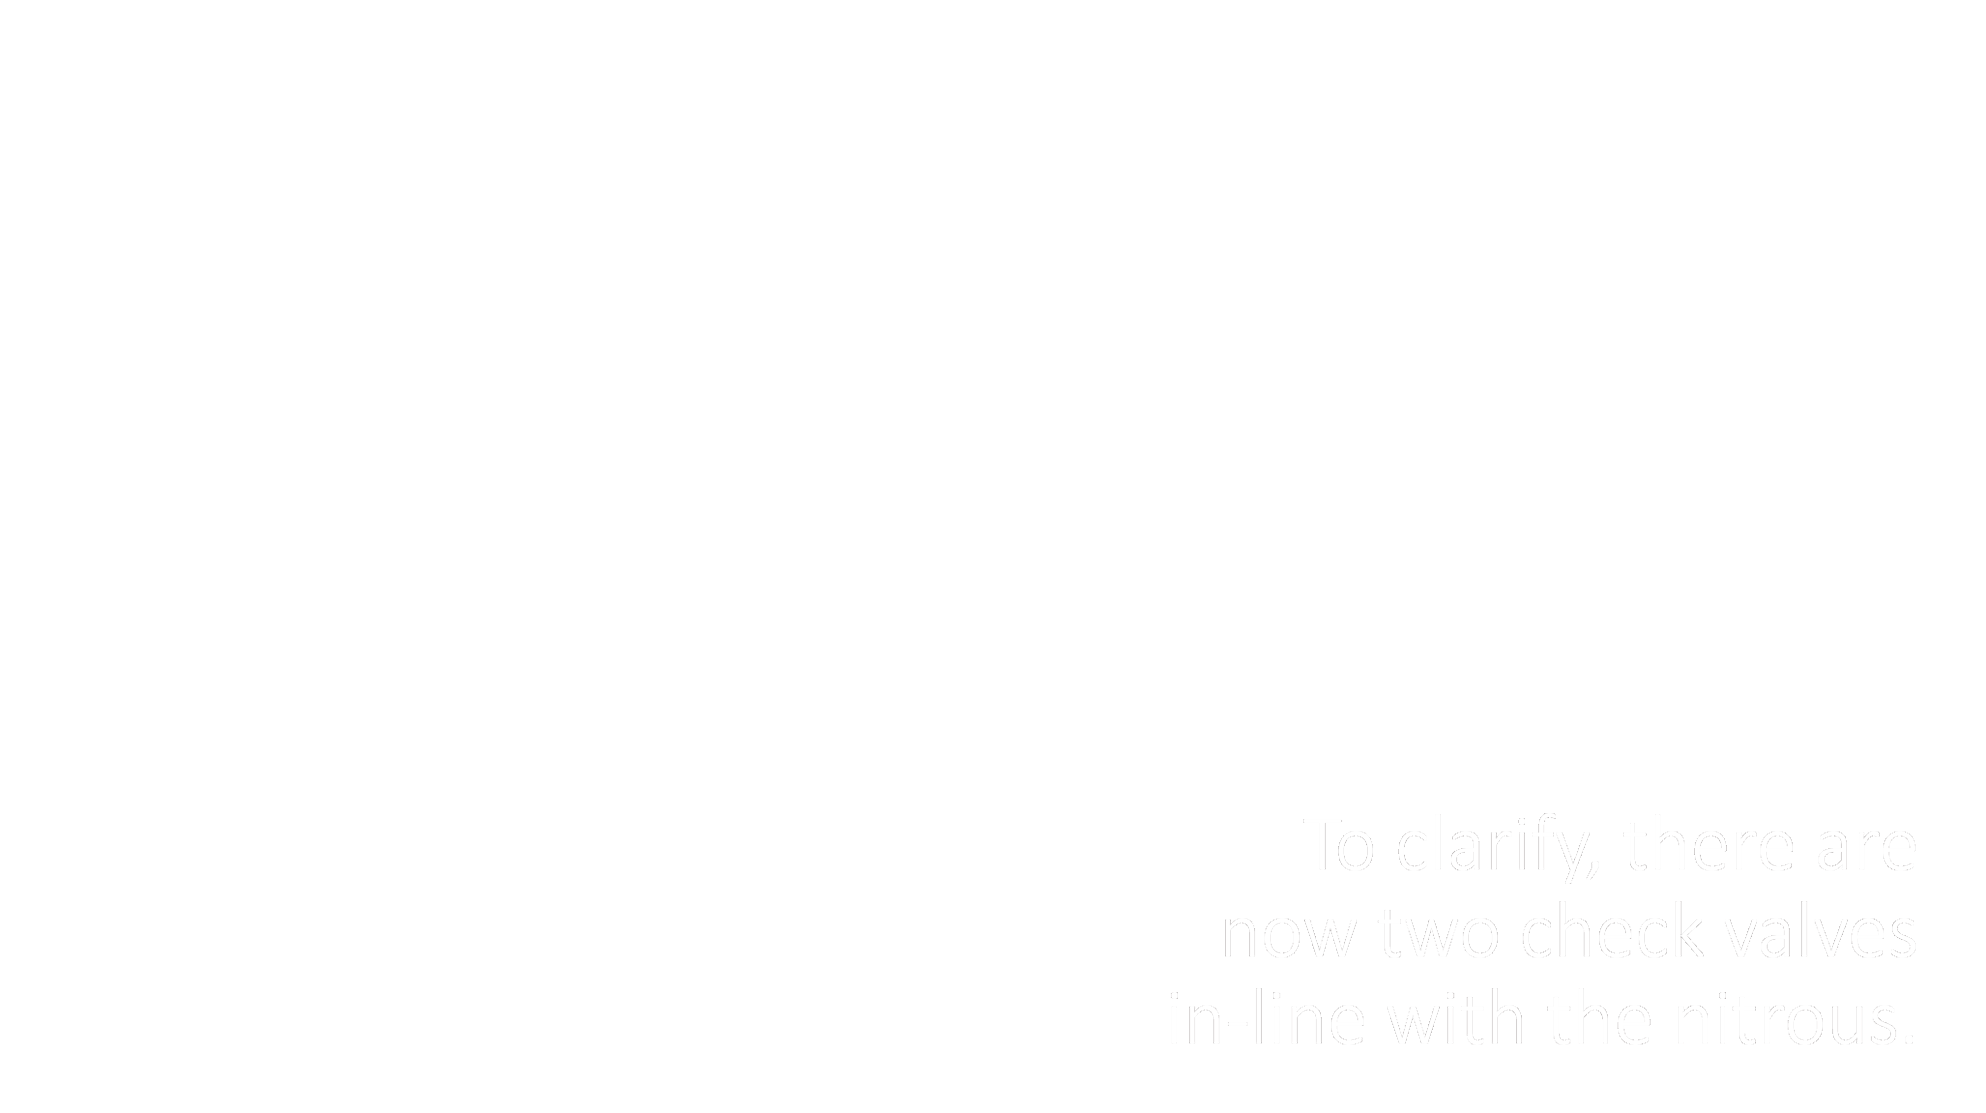 To clarify, there are
now two check valves
in-line with the nitrous.